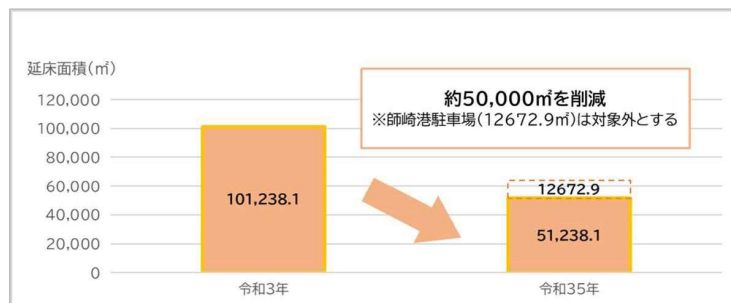 延床面積(㎡)
約50,000㎡を削減
※師崎港駐車場(12672.9㎡)は対象外とする
120,000
100,000
80,000
60,000
40,000
20,000
0
101,238.1
12672.9
51,238.1
令和3年
令和35年